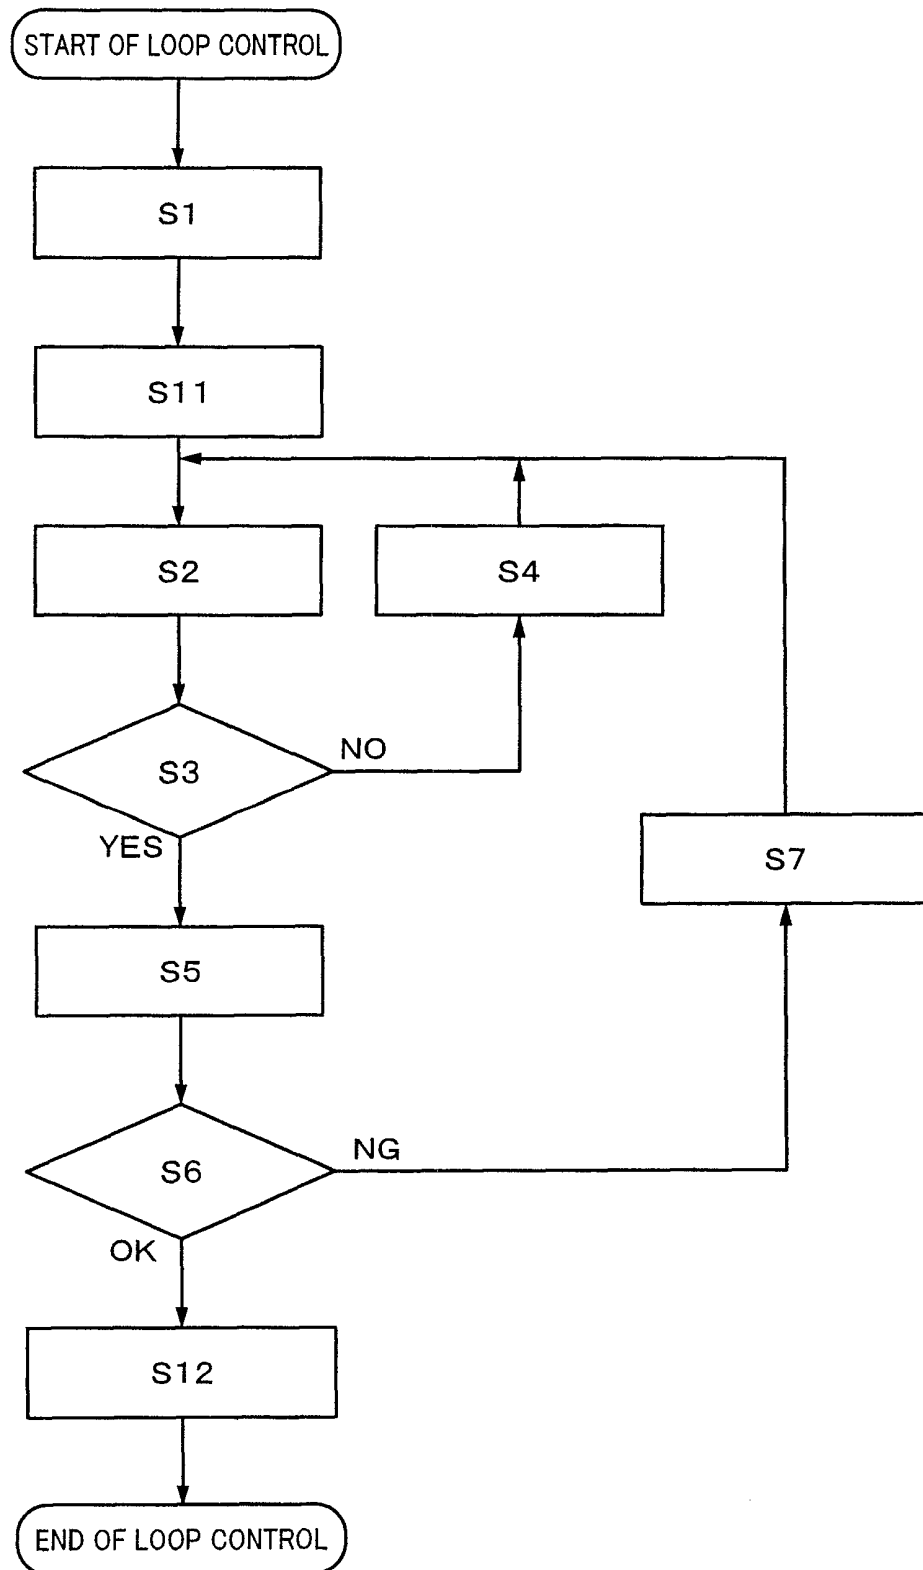 START OF LOOP CONTROL
S1
S11
S2
S4
S3
NO
YES
S7
S5
S6
NG
OK
S12
END OF LOOP CONTROL